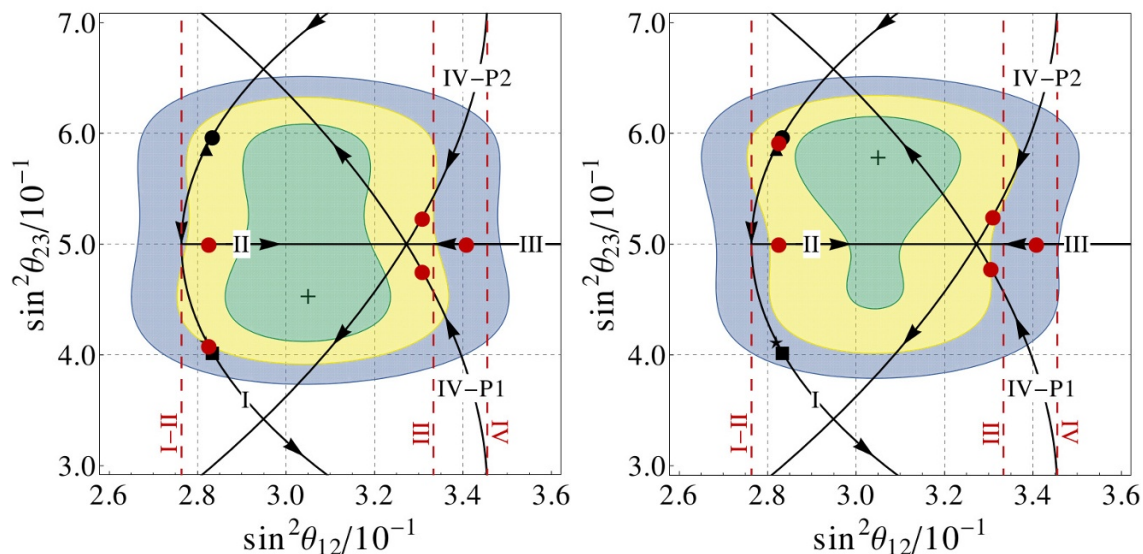 7.0
6.0
5.0
4.0
3.0
sin²θ₂₃/10⁻¹
IV-P2
II
III
IV-P1
I
II-I
III
IV
2.6 2.8 3.0 3.2 3.4 3.6
sin²θ₁₂/10⁻¹
7.0
6.0
5.0
4.0
3.0
sin²θ₂₃/10⁻¹
IV-P2
II
III
IV-P1
I
II-I
III
IV
2.6 2.8 3.0 3.2 3.4 3.6
sin²θ₁₂/10⁻¹